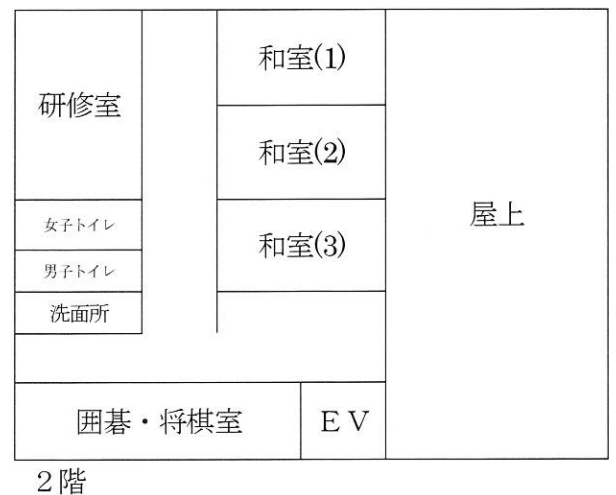 研修室
女子トイレ
男子トイレ
洗面所
和室(1)
和室(2)
和室(3)
屋上
囲碁・将棋室
ＥＶ
２階